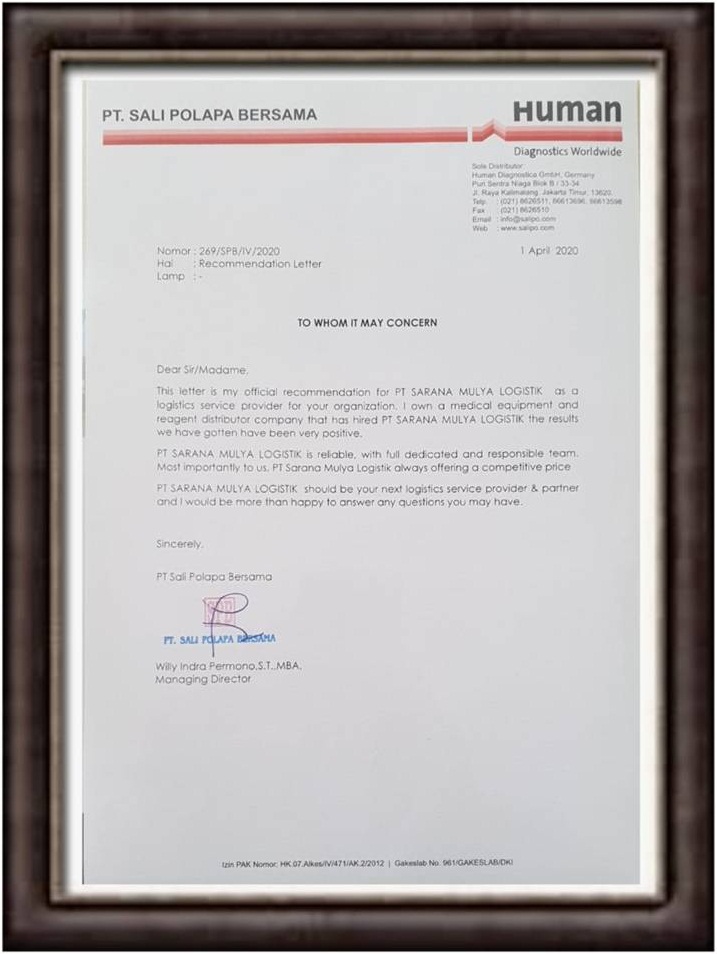 PT. SALI POLAPA BERSAMA
Human
Diagnostics Worldwide
Sole Distributor:
Human Diagnostica GmbH, Germany
Puri Sentra Niaga Blok B / 33-34
Jl. Raya Kalimalang, Jakarta Timur, 13620.
Telp. : (021) 8626511, 86613696, 86613598
Fax : (021) 8626510
Email : info@salipo.com
Web : www.salipo.com
Nomor : 269/SPB/IV/2020
1 April 2020
Hal : Recommendation Letter
Lamp : -
TO WHOM IT MAY CONCERN
Dear Sir/Madame,
This letter is my official recommendation for PT SARANA MULYA LOGISTIK as a
logistics service provider for your organization. I own a medical equipment and
reagent distributor company that has hired PT SARANA MULYA LOGISTIK the results
we have gotten have been very positive.
PT SARANA MULYA LOGISTIK is reliable, with full dedicated and responsible team.
Most importantly to us, PT Sarana Mulya Logistik always offering a competitive price
PT SARANA MULYA LOGISTIK should be your next logistics service provider & partner
and I would be more than happy to answer any questions you may have.
Sincerely,
PT Sali Polapa Bersama
SPB
PT. SALI POLAPA BERSAMA
Willy Indra Permono,S.T.,MBA.
Managing Director
Izin PAK Nomor: HK.07.Alkes/IV/471/AK.2/2012 | Gakeslab No. 961/GAKESLAB/DKI